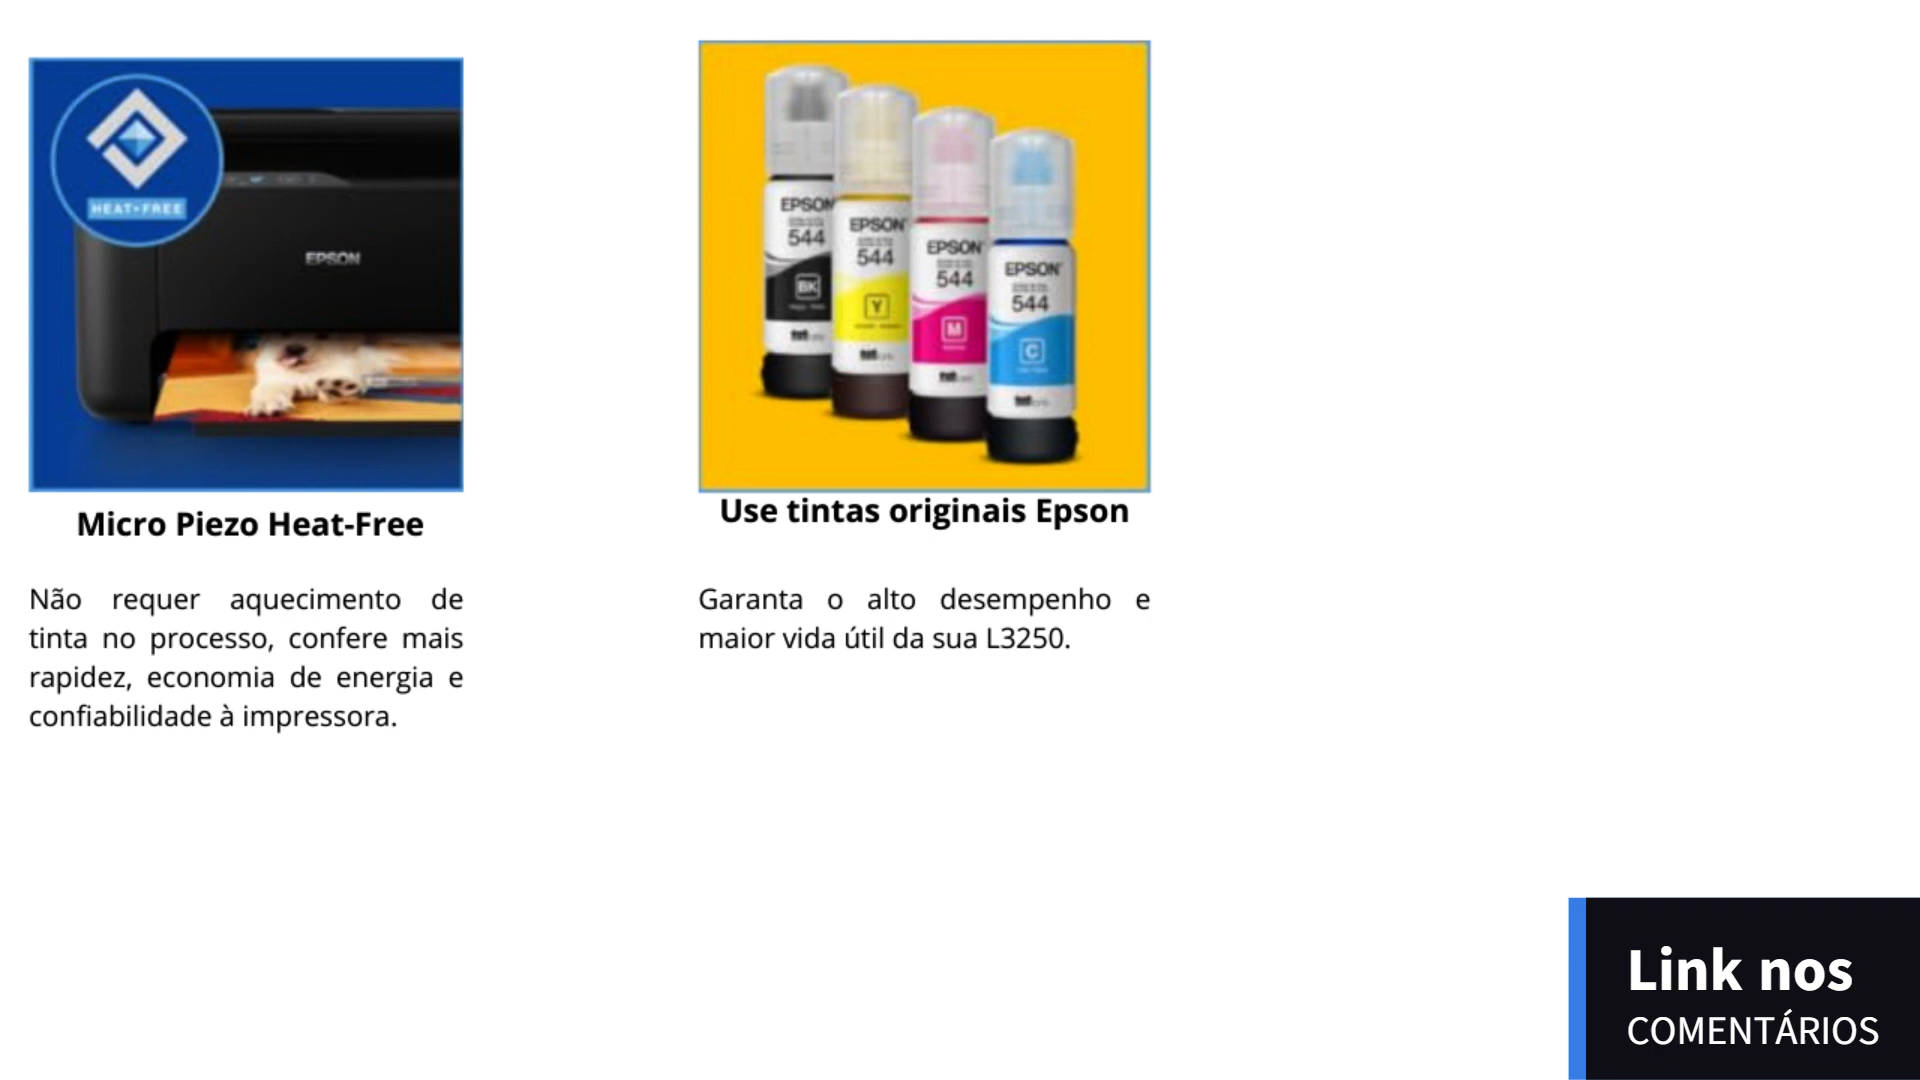 HEAT-FREE
EPSON
Micro Piezo Heat-Free
Não requer aquecimento de
tinta no processo, confere mais
rapidez, economia de energia e
confiabilidade à impressora.
EPSON
544
BK
EPSON
544
Y
EPSON
544
M
EPSON
544
C
Use tintas originais Epson
Garanta o alto desempenho e
maior vida útil da sua L3250.
Link nos
COMENTÁRIOS